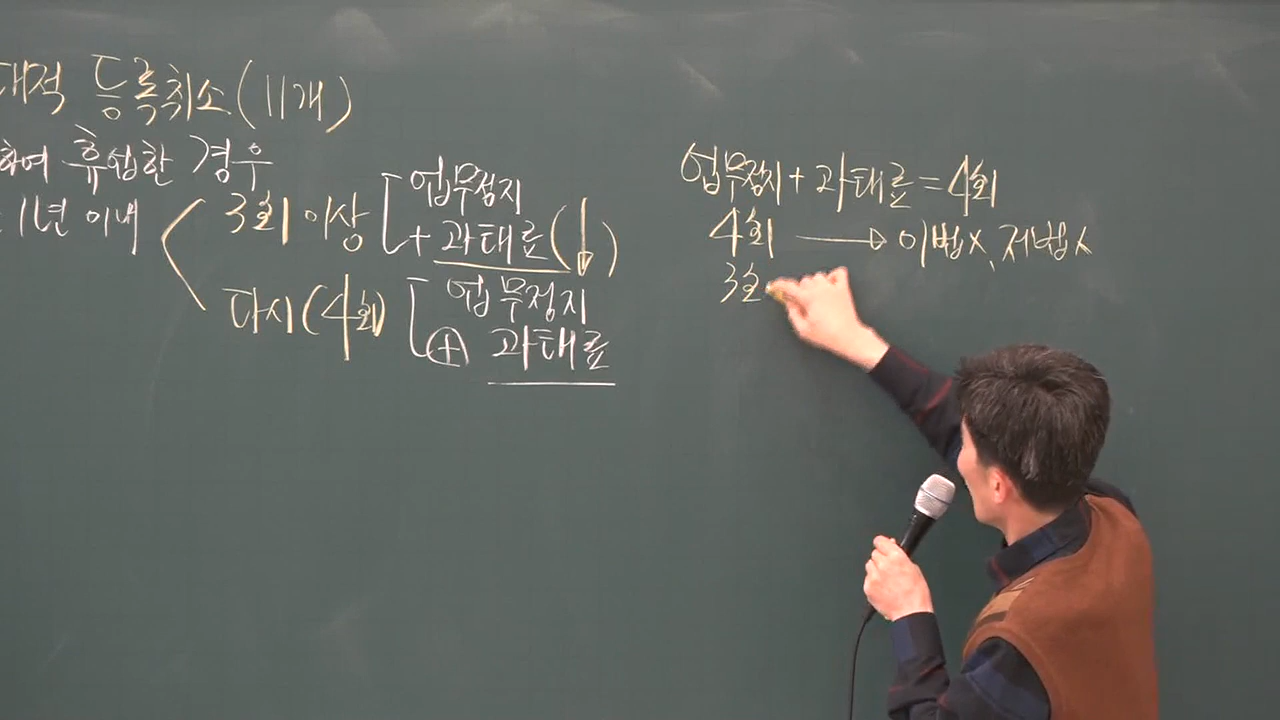 대적 등록취소(11개)
하여 휴업한 경우
1년 이내
3회 이상
업무정지
+ 과태료(↓)
다시(4회)
업무정지
⊕ 과태료
업무정지+과태료=4회
4회 → 이법X, 저법X
3회